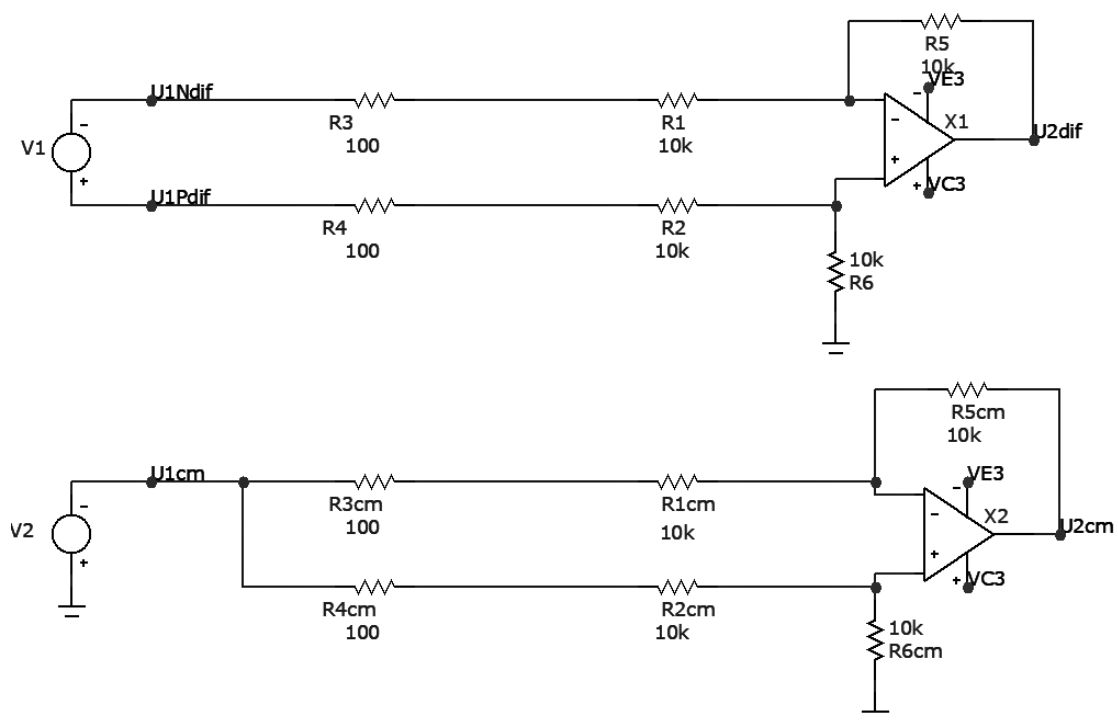 R5
10k
VE3
U1Ndif
-
R3
100
R1
10k
-
X1
U2dif
V1
-
+
+
+
VC3
U1Pdif
R4
100
R2
10k
10k
R6
R5cm
10k
U1cm
VE3
-
R3cm
100
R1cm
10k
-
X2
U2cm
V2
-
+
+
+
VC3
R4cm
100
R2cm
10k
10k
R6cm